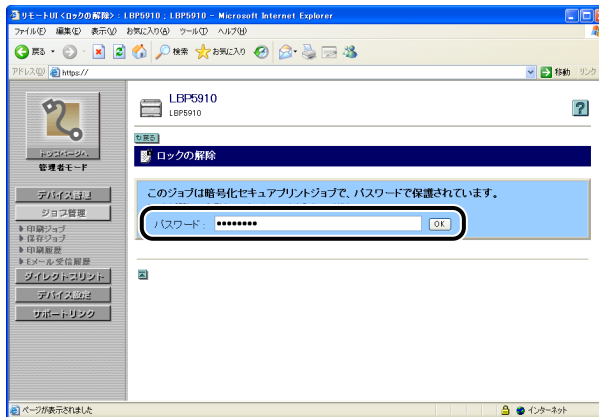 リモートUI <ロックの解除> : LBP5910 ; LBP5910 - Microsoft Internet Explorer
ファイル(F) 編集(E) 表示(V) お気に入り(A) ツール(T) ヘルプ(H)
戻る 検索 お気に入り
アドレス(D) https:// 移動 リンク
LBP5910
LBP5910
戻る
トップページへ
管理者モード
ロックの解除
デバイス管理
ジョブ管理
印刷ジョブ
保存ジョブ
印刷履歴
Eメール受信履歴
ダイレクトプリント
デバイス設定
サポートリンク
このジョブは暗号化セキュアプリントジョブで、パスワードで保護されています。
パスワード : ●●●●●●●● OK
ページが表示されました インターネット